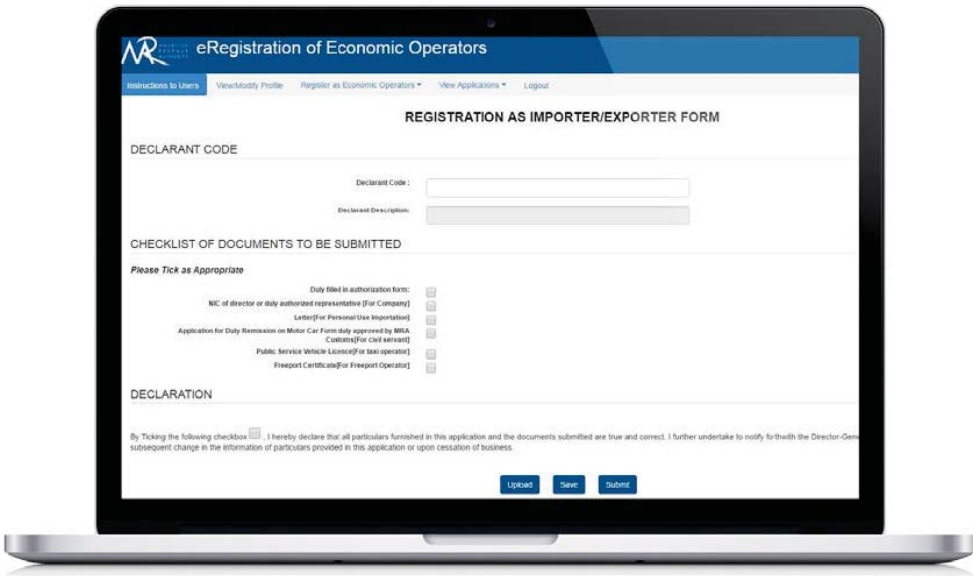 MR
eRegistration of Economic Operators
Instructions to Users
View/Modify Profile
Register as Economic Operators
View Applications
Logout
REGISTRATION AS IMPORTER/EXPORTER FORM
DECLARANT CODE
Declarant Code :
Declarant Description:
CHECKLIST OF DOCUMENTS TO BE SUBMITTED
Please Tick as Appropriate
Duly filled in authorization form:
NIC of director or duly authorized representative [For Company]
Letter[For Personal Use Importation]
Application for Duty Remission on Motor Car Form duly approved by MRA
Customs[For civil servant]
Public Service Vehicle Licence[For taxi operator]
Freeport Certificate[For Freeport Operator]
DECLARATION
By Ticking the following checkbox , I hereby declare that all particulars furnished in this application and the documents submitted are true and correct. I further undertake to notify forthwith the Director-Gene
subsequent change in the information of particulars provided in this application or upon cessation of business.
Upload
Save
Submit